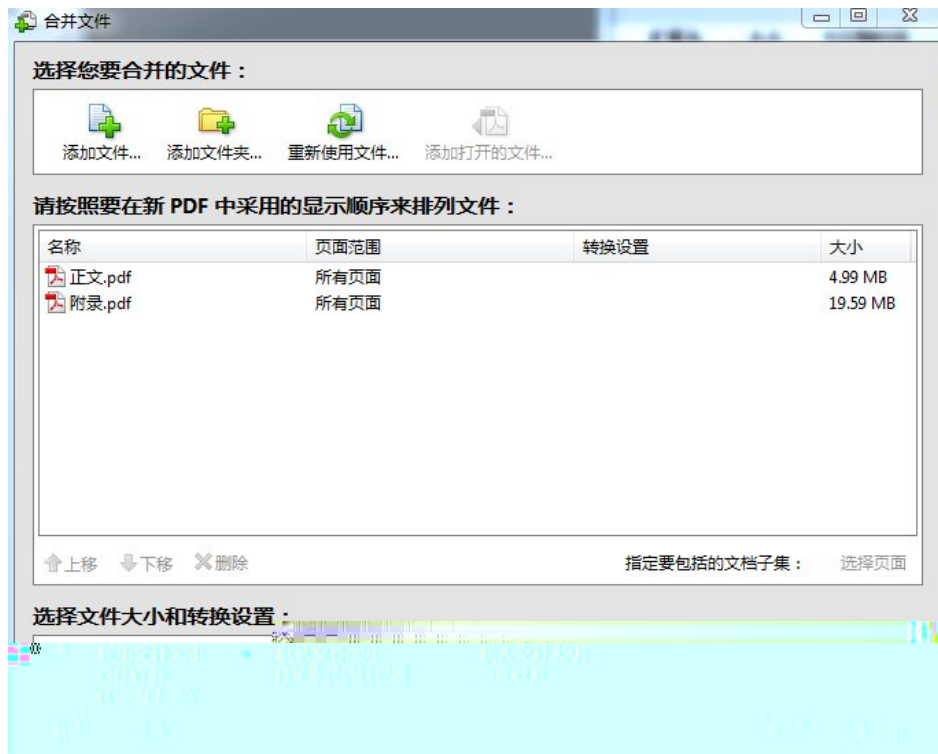 合并文件
选择您要合并的文件：
添加文件... 添加文件夹... 重新使用文件... 添加打开的文件...
请按照要在新 PDF 中采用的显示顺序来排列文件：
名称 页面范围 转换设置 大小
正文.pdf 所有页面 4.99 MB
附录.pdf 所有页面 19.59 MB
上移 下移 删除 指定要包括的文档子集： 选择页面
选择文件大小和转换设置：